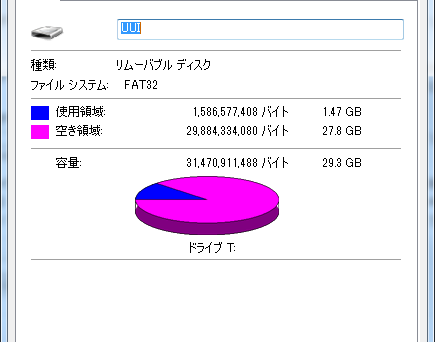 UUI
種類: リムーバブル ディスク
ファイル システム: FAT32
使用領域: 1,586,577,408 バイト 1.47 GB
空き領域: 29,884,334,080 バイト 27.8 GB
容量: 31,470,911,488 バイト 29.3 GB
ドライブ T: